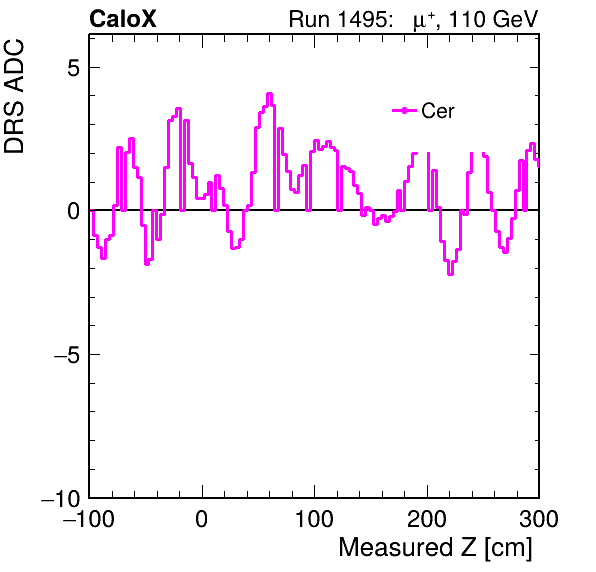 CaloX Run 1495: μ⁺, 110 GeV
DRS ADC
Cer
5
0
−5
−10
−100 0 100 200 300
Measured Z [cm]